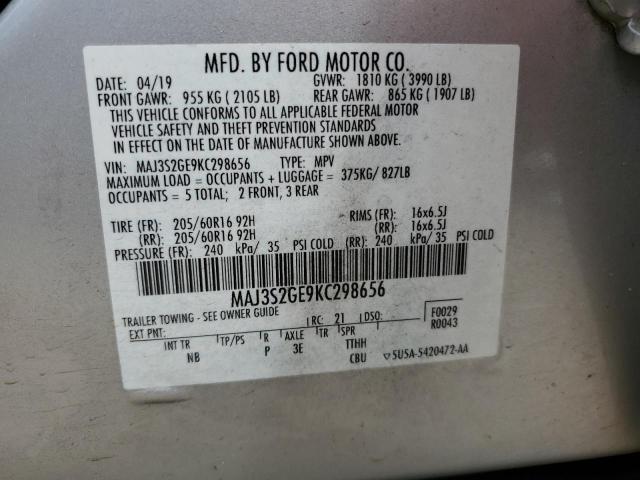 MFD. BY FORD MOTOR CO.
DATE: 04/19 GVWR: 1810 KG ( 3990 LB)
FRONT GAWR: 955 KG ( 2105 LB) REAR GAWR: 865 KG ( 1907 LB)
THIS VEHICLE CONFORMS TO ALL APPLICABLE FEDERAL MOTOR
VEHICLE SAFETY AND THEFT PREVENTION STANDARDS
IN EFFECT ON THE DATE OF MANUFACTURE SHOWN ABOVE
VIN: MAJ3S2GE9KC298656 TYPE: MPV
MAXIMUM LOAD = OCCUPANTS + LUGGAGE = 375KG/ 827LB
OCCUPANTS = 5 TOTAL; 2 FRONT, 3 REAR
TIRE (FR): 205/60R16 92H RIMS (FR): 16x6.5J
(RR): 205/60R16 92H (RR): 16x6.5J
PRESSURE (FR): 240 kPa/ 35 PSI COLD (RR): 240 kPa/ 35 PSI COLD
MAJ3S2GE9KC298656
TRAILER TOWING - SEE OWNER GUIDE
EXT PNT: RC: 21 DSO: F0029
R0043
INT TR TP/PS R AXLE TR SPR
NB P 3E TTHH
CBU 5U5A-5420472-AA